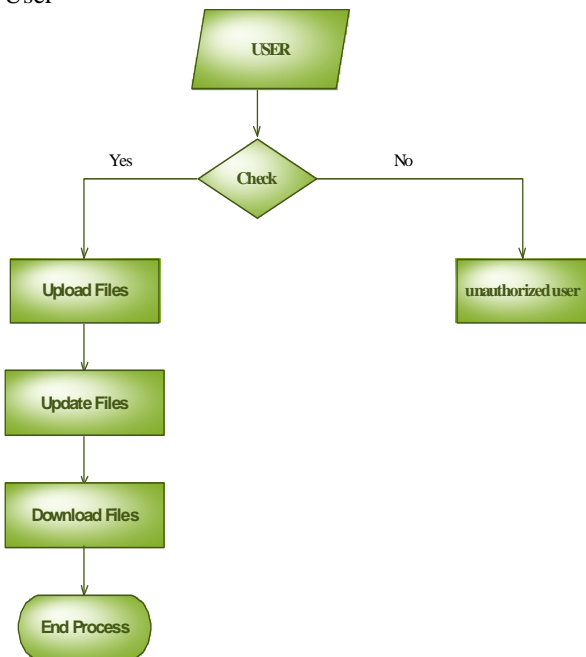 User
USER
Yes
No
Check
Upload Files
unauthorized user
Update Files
Download Files
End Process